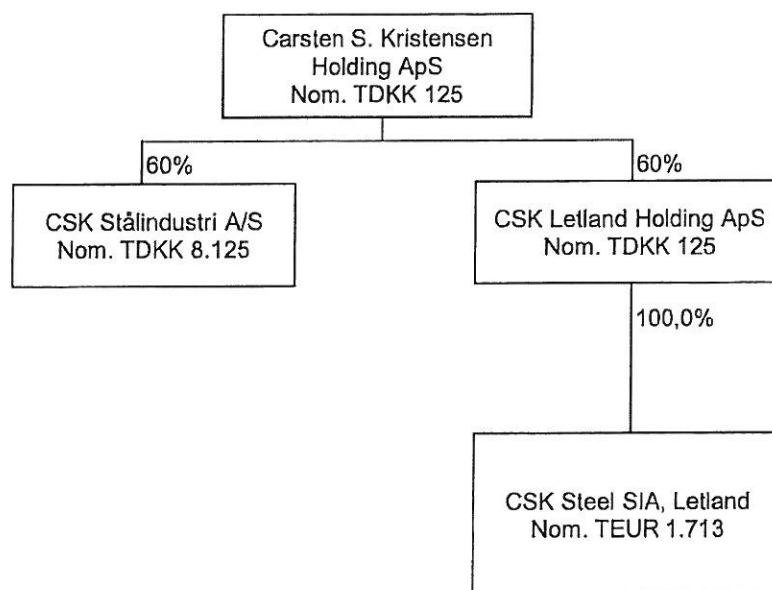 Carsten S. Kristensen
Holding ApS
Nom. TDKK 125
60%
60%
CSK Stålindustri A/S
Nom. TDKK 8.125
CSK Letland Holding ApS
Nom. TDKK 125
100,0%
CSK Steel SIA, Letland
Nom. TEUR 1.713